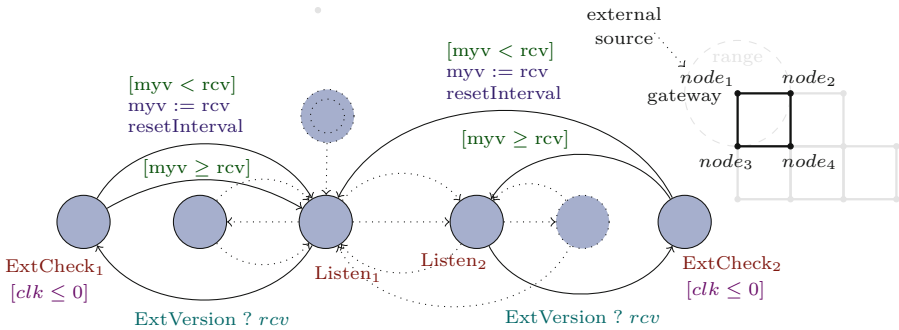 external
source
range
node₁
node₂
gateway
node₃
node₄
[myv < rcv]
myv := rcv
resetInterval
[myv ≥ rcv]
[myv < rcv]
myv := rcv
resetInterval
[myv ≥ rcv]
ExtCheck₁
[clk ≤ 0]
Listen₁
Listen₂
ExtCheck₂
[clk ≤ 0]
ExtVersion ? rcv
ExtVersion ? rcv